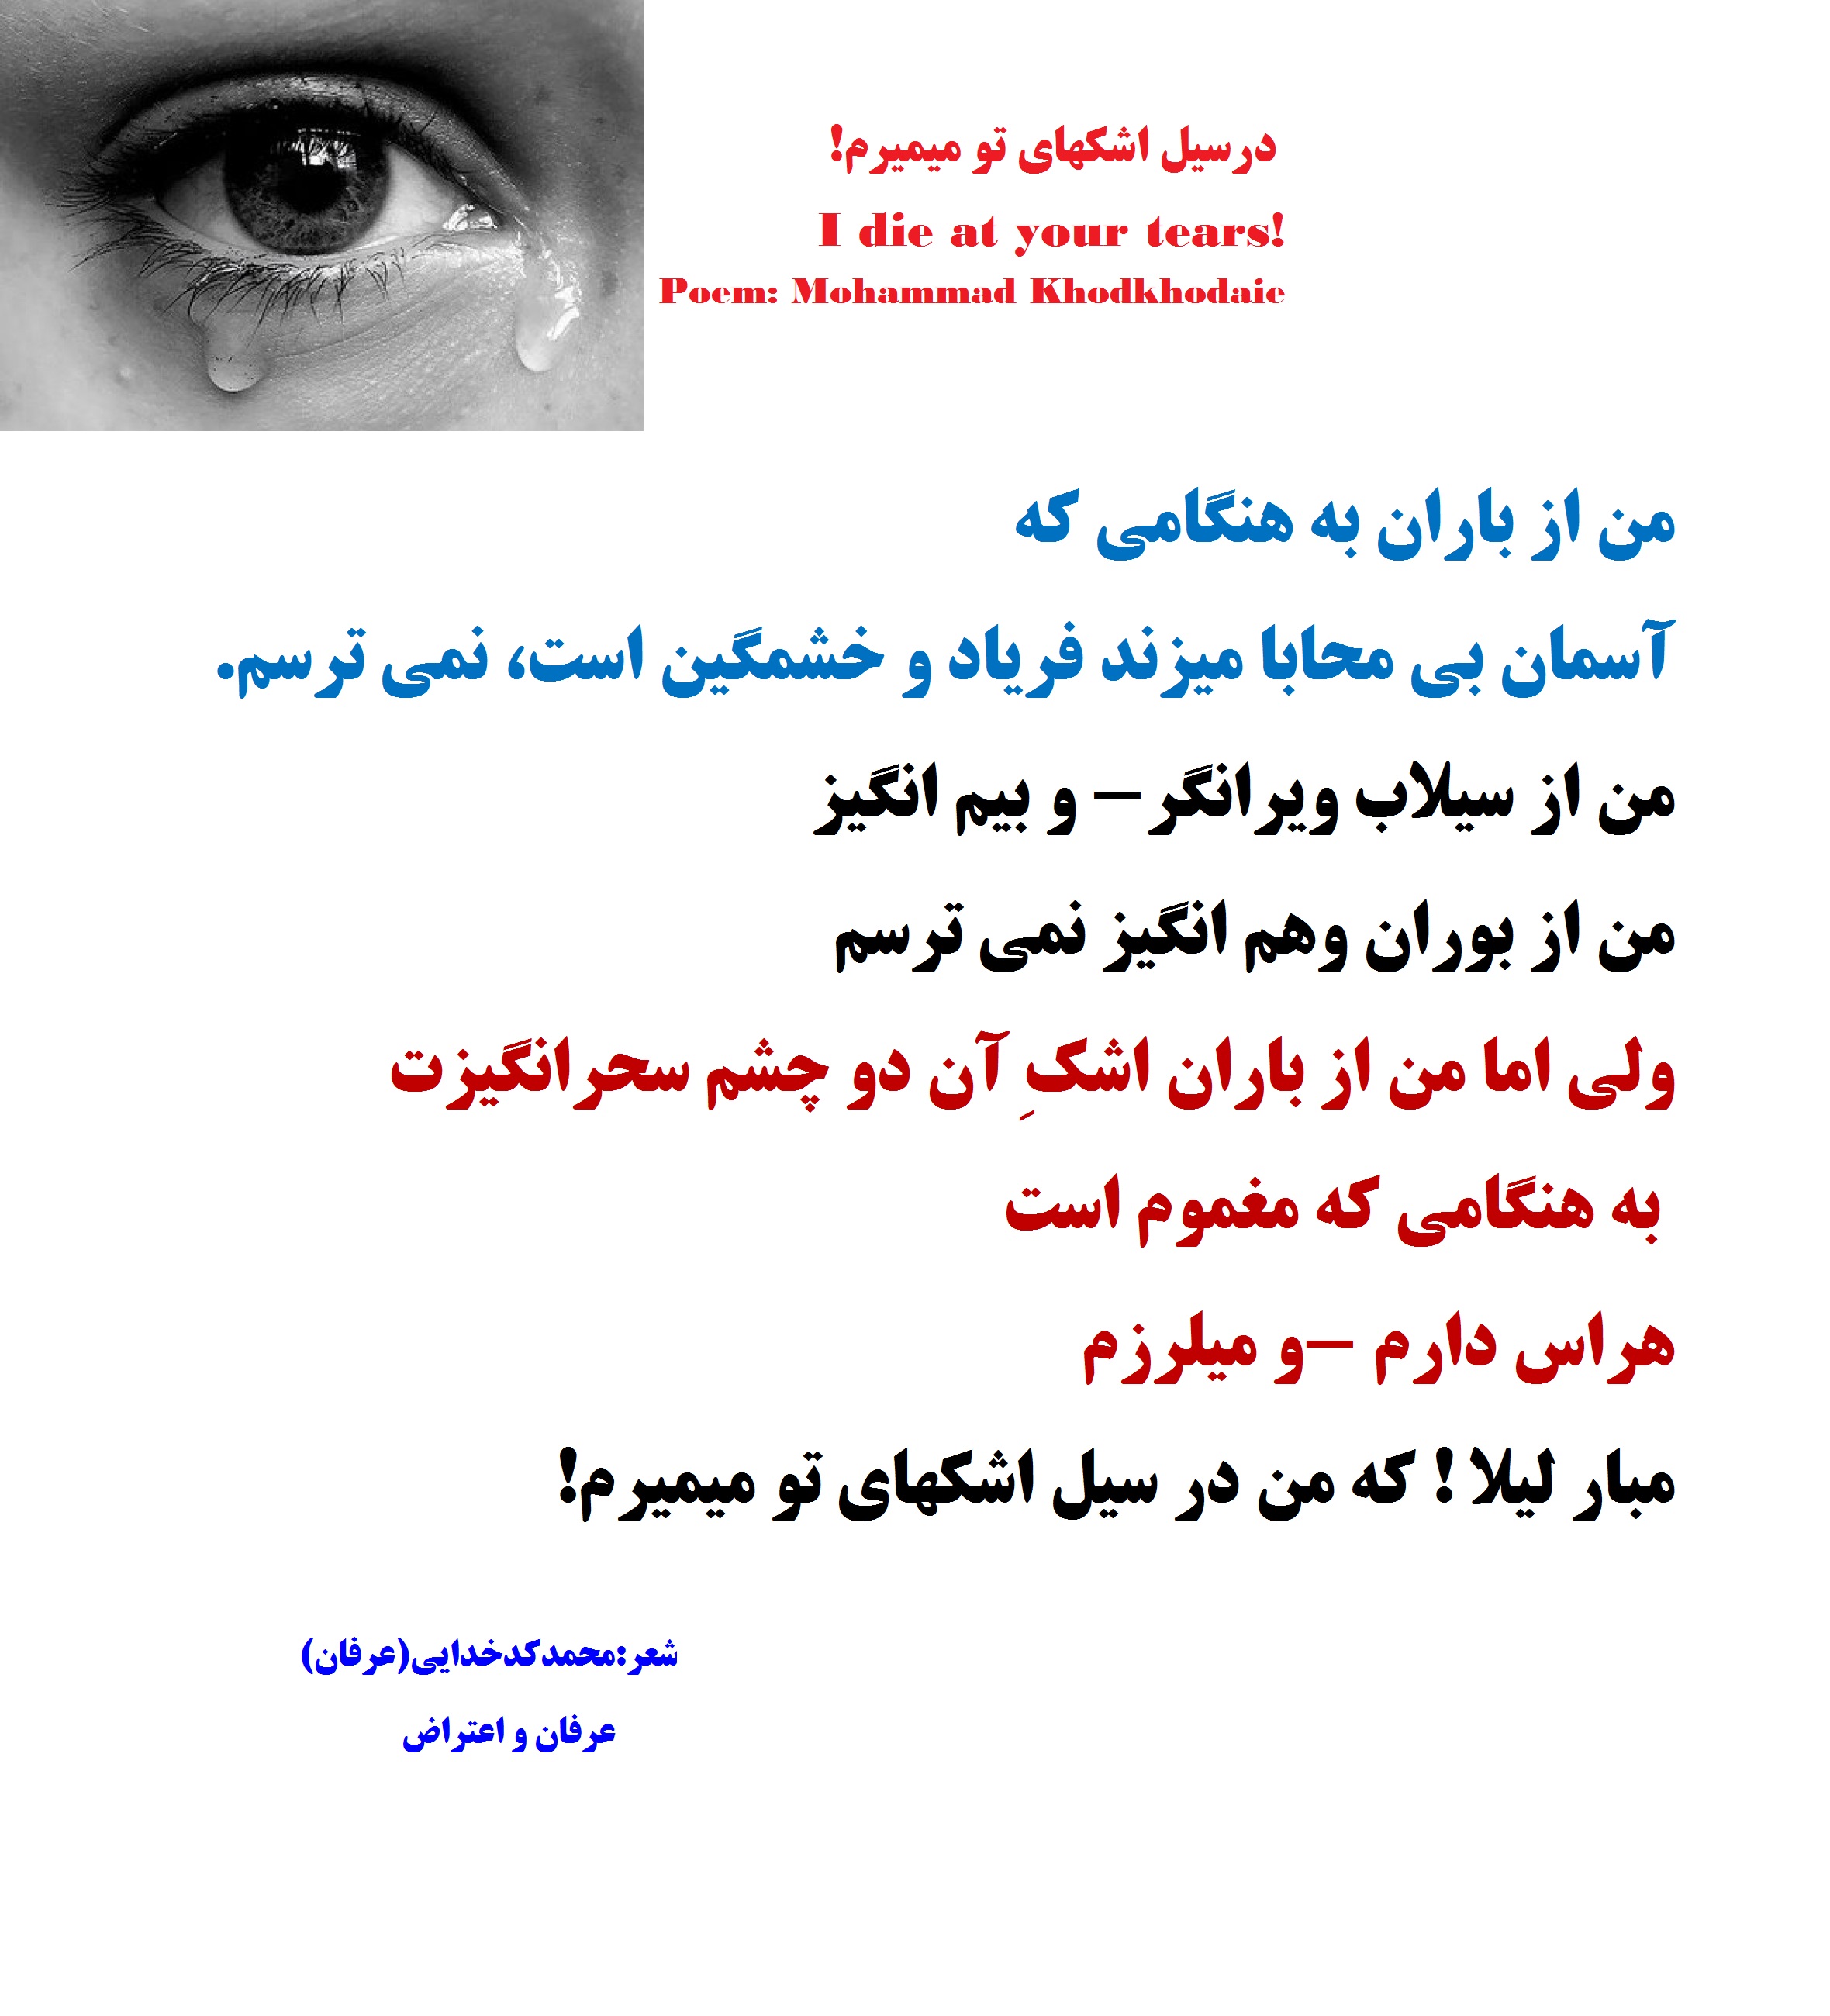 درسیل اشکهای تو میمیرم!
I die at your tears!
Poem: Mohammad Khodkhodaie
من از باران به هنگامی که
آسمان بی محابا میزند فریاد و خشمگین است، نمی ترسم.
من از سیلاب ویرانگر– و بیم انگیز
من از بوران وهم انگیز نمی ترسم
ولی اما من از باران اشکِ آن دو چشم سحرانگیزت
به هنگامی که مغموم است
هراس دارم –و میلرزم
مبار لیلا ! که من در سیل اشکهای تو میمیرم!
شعر:محمدکدخدایی(عرفان)
عرفان و اعتراض